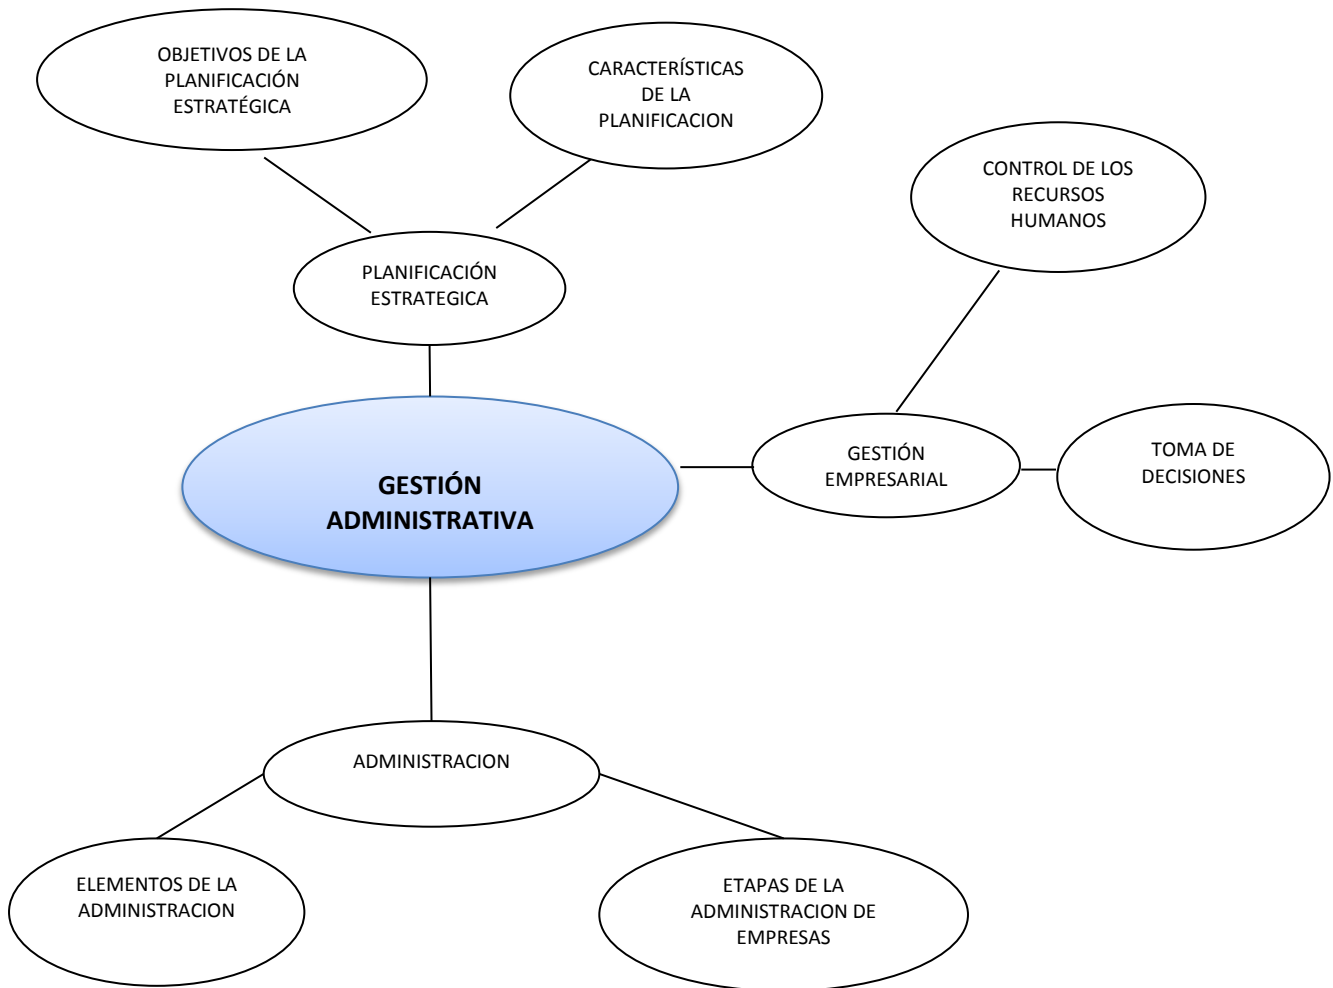 OBJETIVOS DE LA
PLANIFICACIÓN
ESTRATÉGICA
CARACTERÍSTICAS
DE LA
PLANIFICACION
CONTROL DE LOS
RECURSOS
HUMANOS
PLANIFICACIÓN
ESTRATEGICA
GESTIÓN
ADMINISTRATIVA
GESTIÓN
EMPRESARIAL
TOMA DE
DECISIONES
ADMINISTRACION
ELEMENTOS DE LA
ADMINISTRACION
ETAPAS DE LA
ADMINISTRACION DE
EMPRESAS